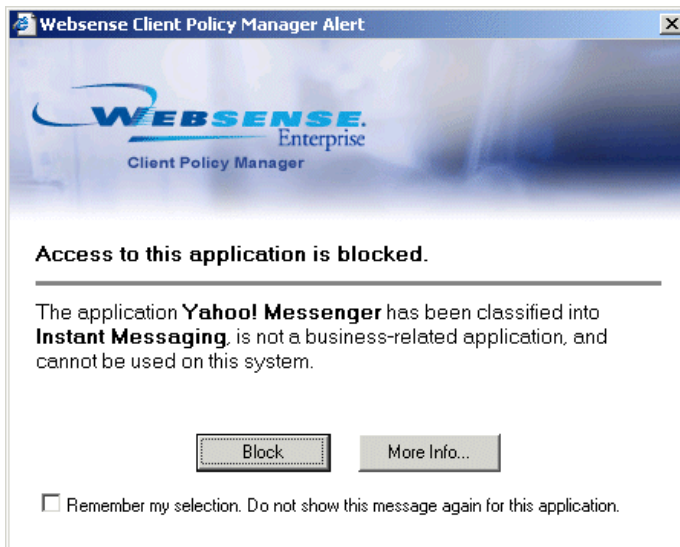 Websense Client Policy Manager Alert
WEBSENSE.
Enterprise
Client Policy Manager
Access to this application is blocked.
The application Yahoo! Messenger has been classified into
Instant Messaging, is not a business-related application, and
cannot be used on this system.
Block More Info...
Remember my selection. Do not show this message again for this application.